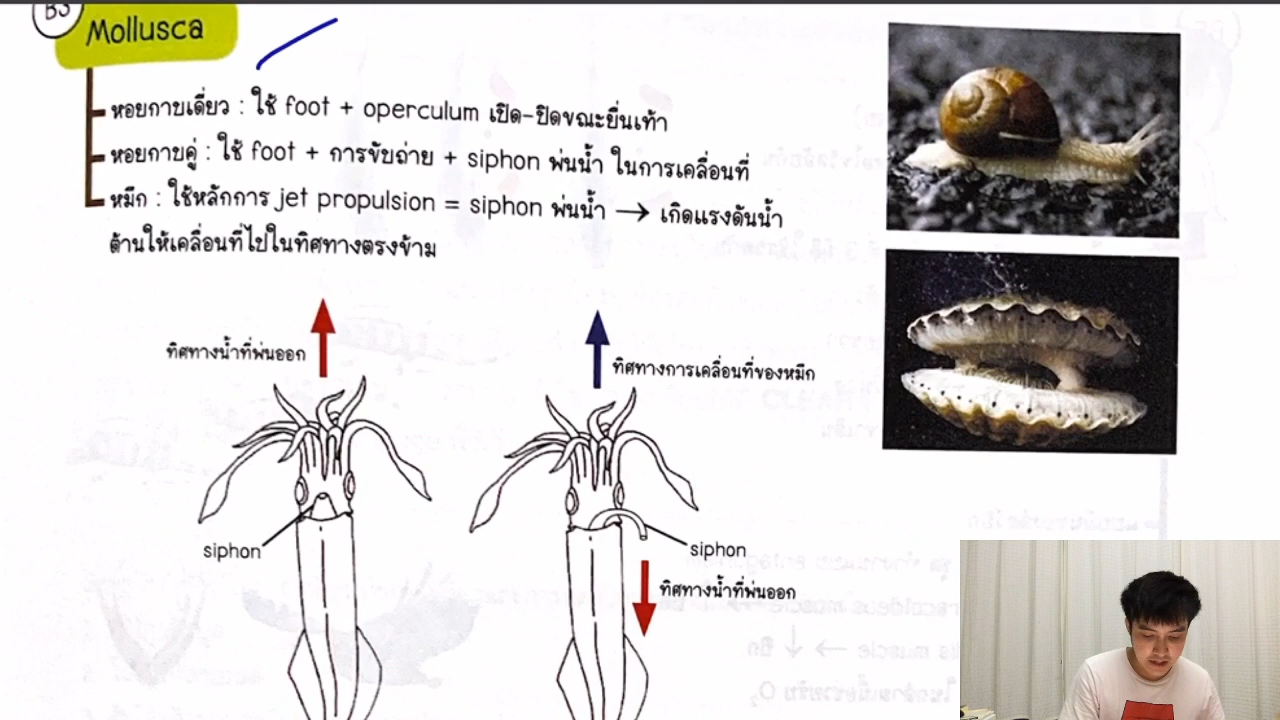 B3
Mollusca
หอยกาบเดี่ยว : ใช้ foot + operculum เปิด-ปิดขณะยื่นเท้า
หอยกาบคู่ : ใช้ foot + การขับถ่าย + siphon พ่นน้ำ ในการเคลื่อนที่
หมึก : ใช้หลักการ jet propulsion = siphon พ่นน้ำ → เกิดแรงดันน้ำ
ต้านให้เคลื่อนที่ไปในทิศทางตรงข้าม
ทิศทางน้ำที่พ่นออก
ทิศทางการเคลื่อนที่ของหมึก
siphon
siphon
ทิศทางน้ำที่พ่นออก